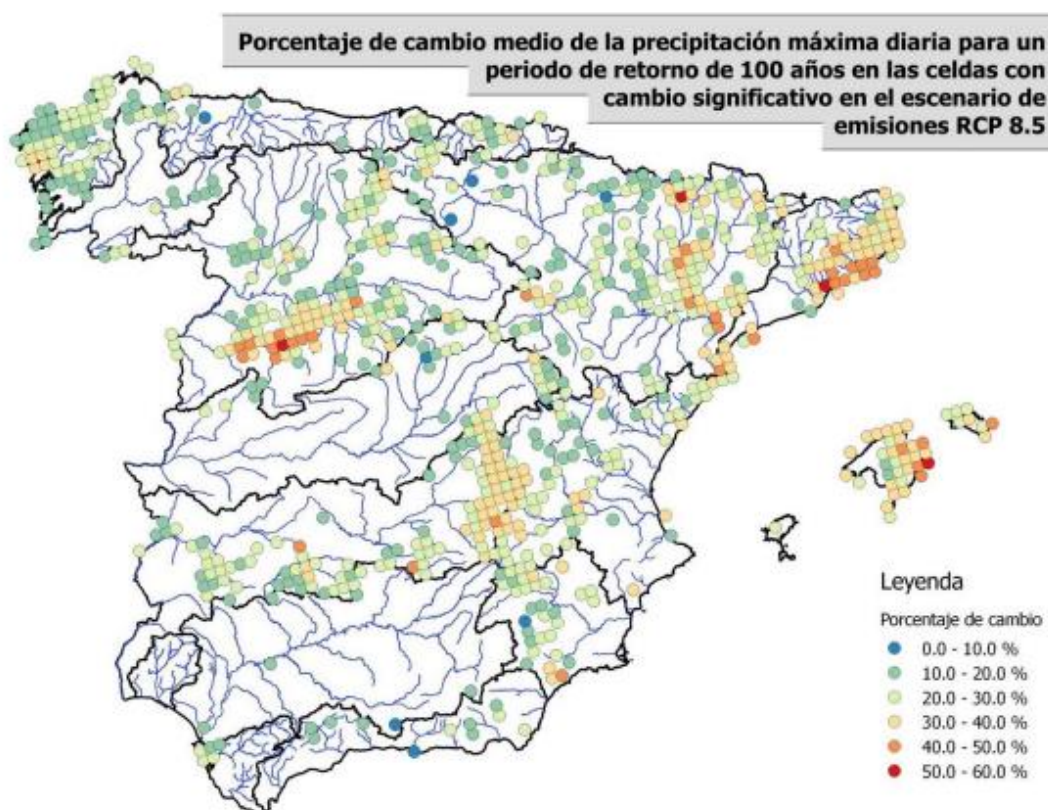 Porcentaje de cambio medio de la precipitación máxima diaria para un
periodo de retorno de 100 años en las celdas con
cambio significativo en el escenario de
emisiones RCP 8.5
Leyenda
Porcentaje de cambio
0.0 - 10.0 %
10.0 - 20.0 %
20.0 - 30.0 %
30.0 - 40.0 %
40.0 - 50.0 %
50.0 - 60.0 %